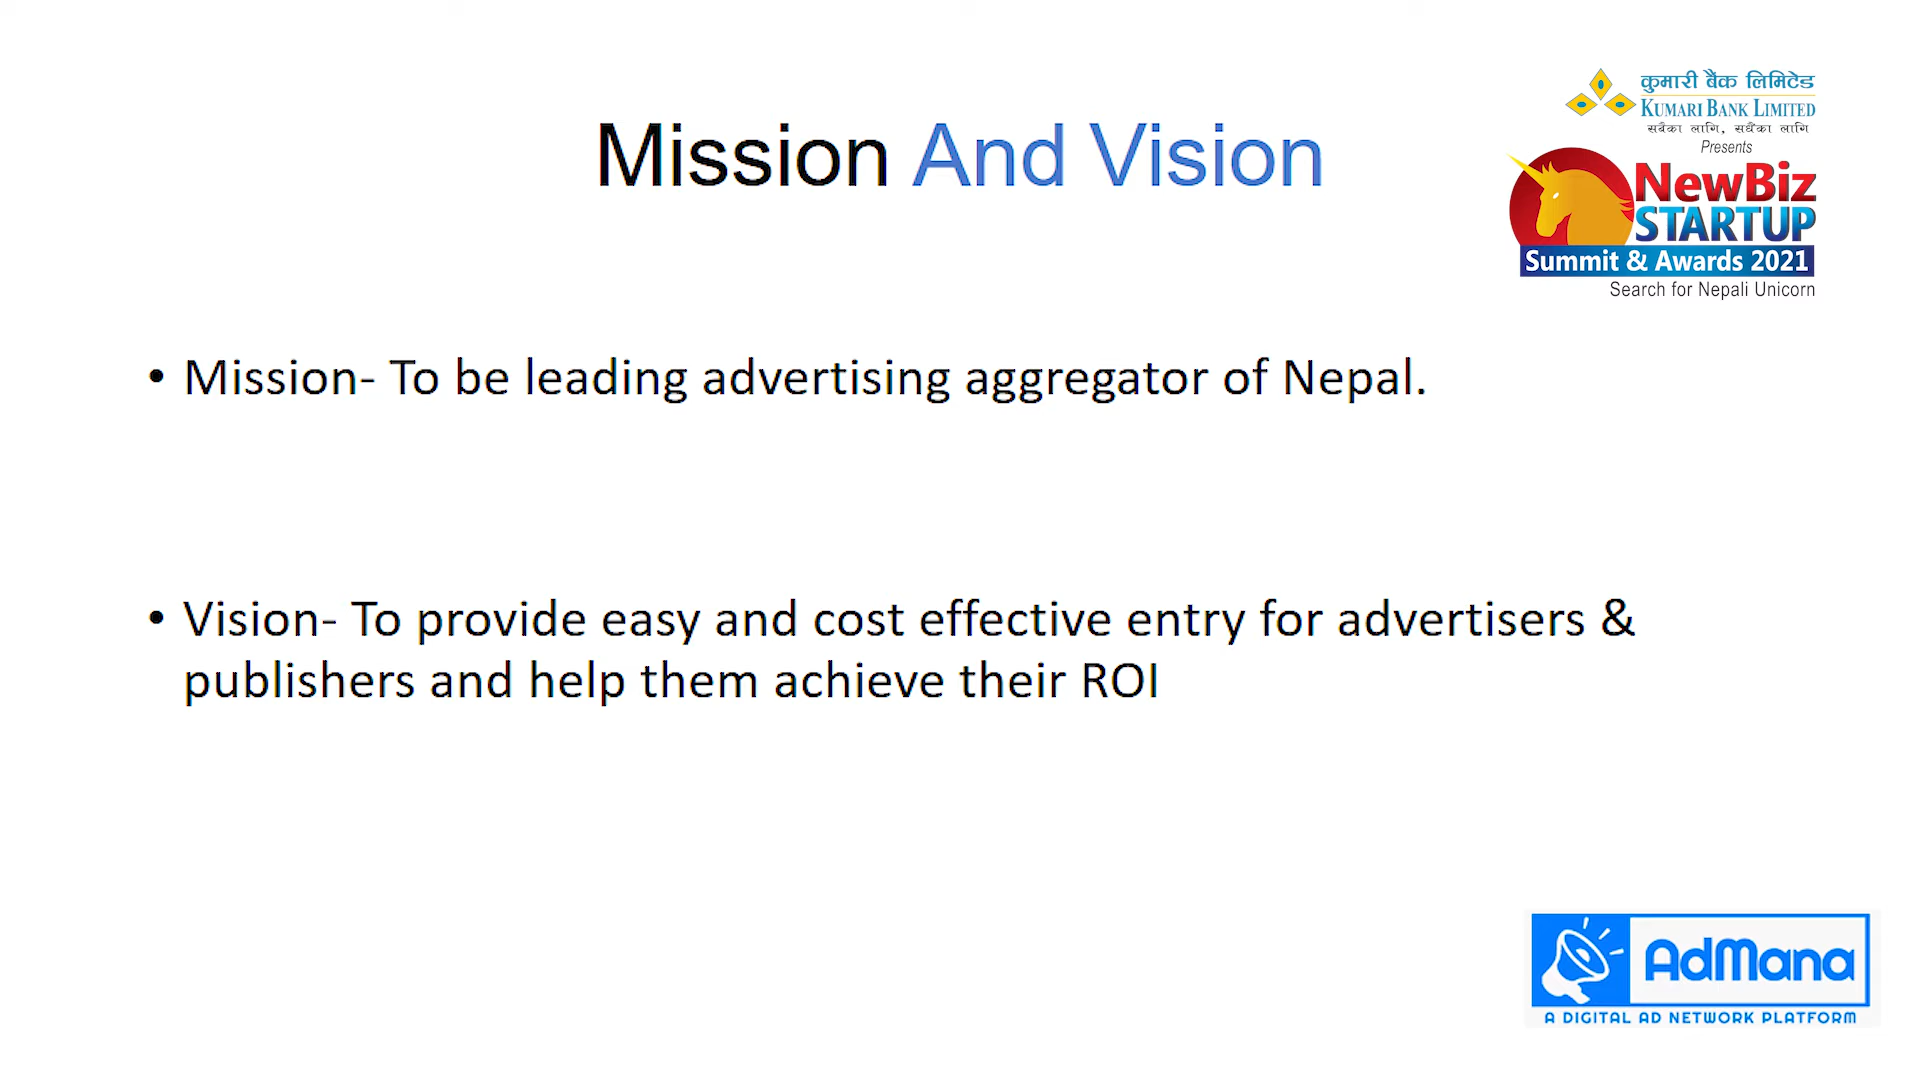 कुमारी बैंक लिमिटेड
KUMARI BANK LIMITED
सबैका लागि, सधैंका लागि
Presents
NewBiz
STARTUP
Summit & Awards 2021
Search for Nepali Unicorn
Mission And Vision
• Mission- To be leading advertising aggregator of Nepal.
• Vision- To provide easy and cost effective entry for advertisers &
publishers and help them achieve their ROI
AdMana
A DIGITAL AD NETWORK PLATFORM